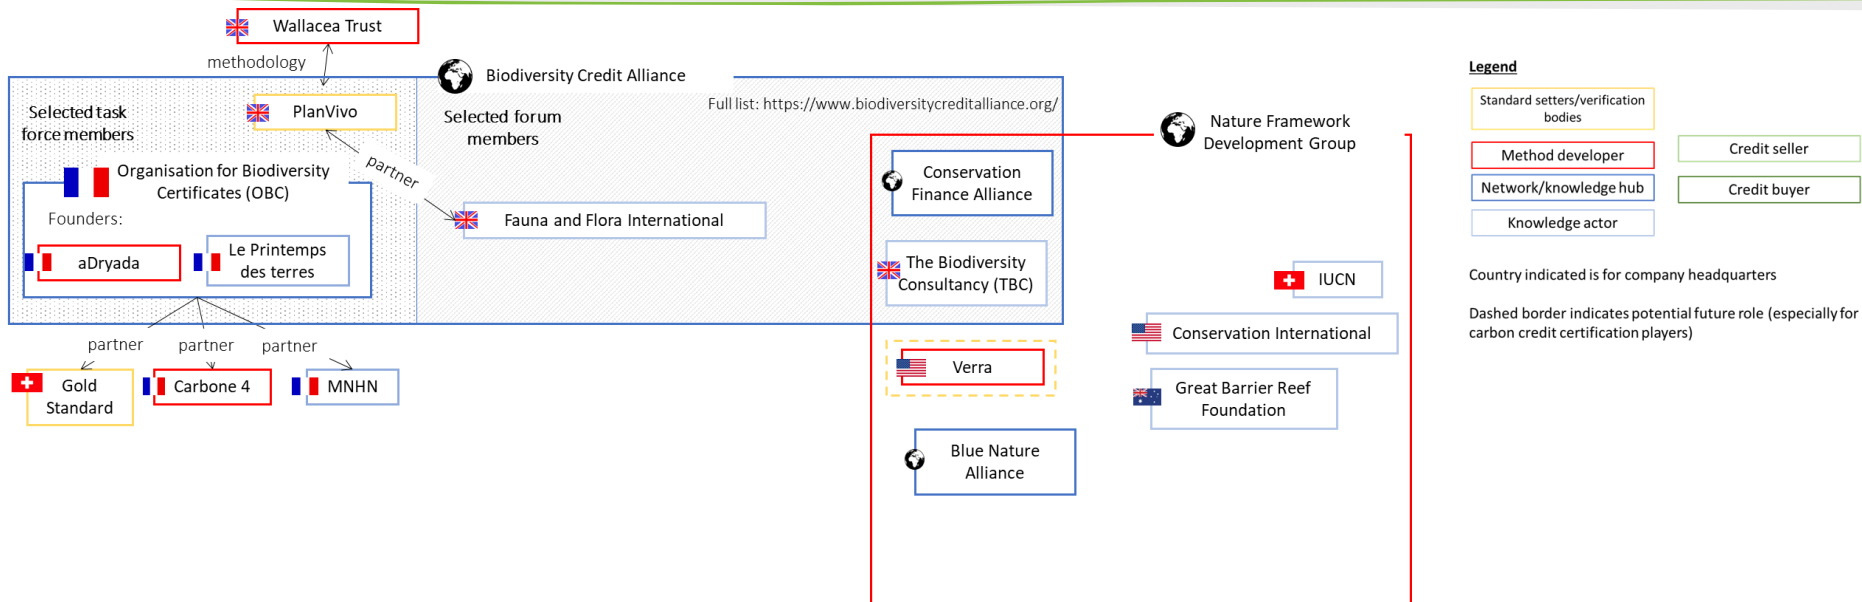 Wallacea Trust
methodology
Biodiversity Credit Alliance
Full list: https://www.biodiversitycreditalliance.org/
Selected task
force members
PlanVivo
Selected forum
members
partner
Organisation for Biodiversity
Certificates (OBC)
Founders:
aDryada
Le Printemps
des terres
Fauna and Flora International
partner
partner
partner
Gold
Standard
Carbone 4
MNHN
Nature Framework
Development Group
Conservation
Finance Alliance
The Biodiversity
Consultancy (TBC)
IUCN
Conservation International
Verra
Great Barrier Reef
Foundation
Blue Nature
Alliance
Legend
Standard setters/verification
bodies
Method developer
Network/knowledge hub
Knowledge actor
Credit seller
Credit buyer
Country indicated is for company headquarters
Dashed border indicates potential future role (especially for
carbon credit certification players)